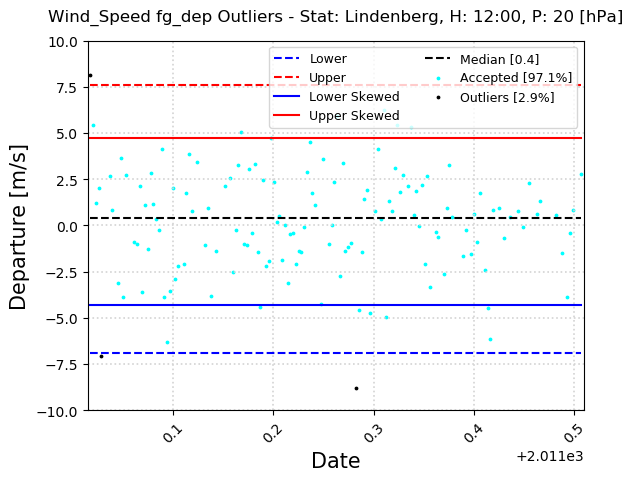 Wind_Speed fg_dep Outliers - Stat: Lindenberg, H: 12:00, P: 20 [hPa]
Departure [m/s]
10.0
7.5
5.0
2.5
0.0
−2.5
−5.0
−7.5
−10.0
Lower
Upper
Lower Skewed
Upper Skewed
Median [0.4]
Accepted [97.1%]
Outliers [2.9%]
0.1
0.2
0.3
0.4
0.5
+2.011e3
Date